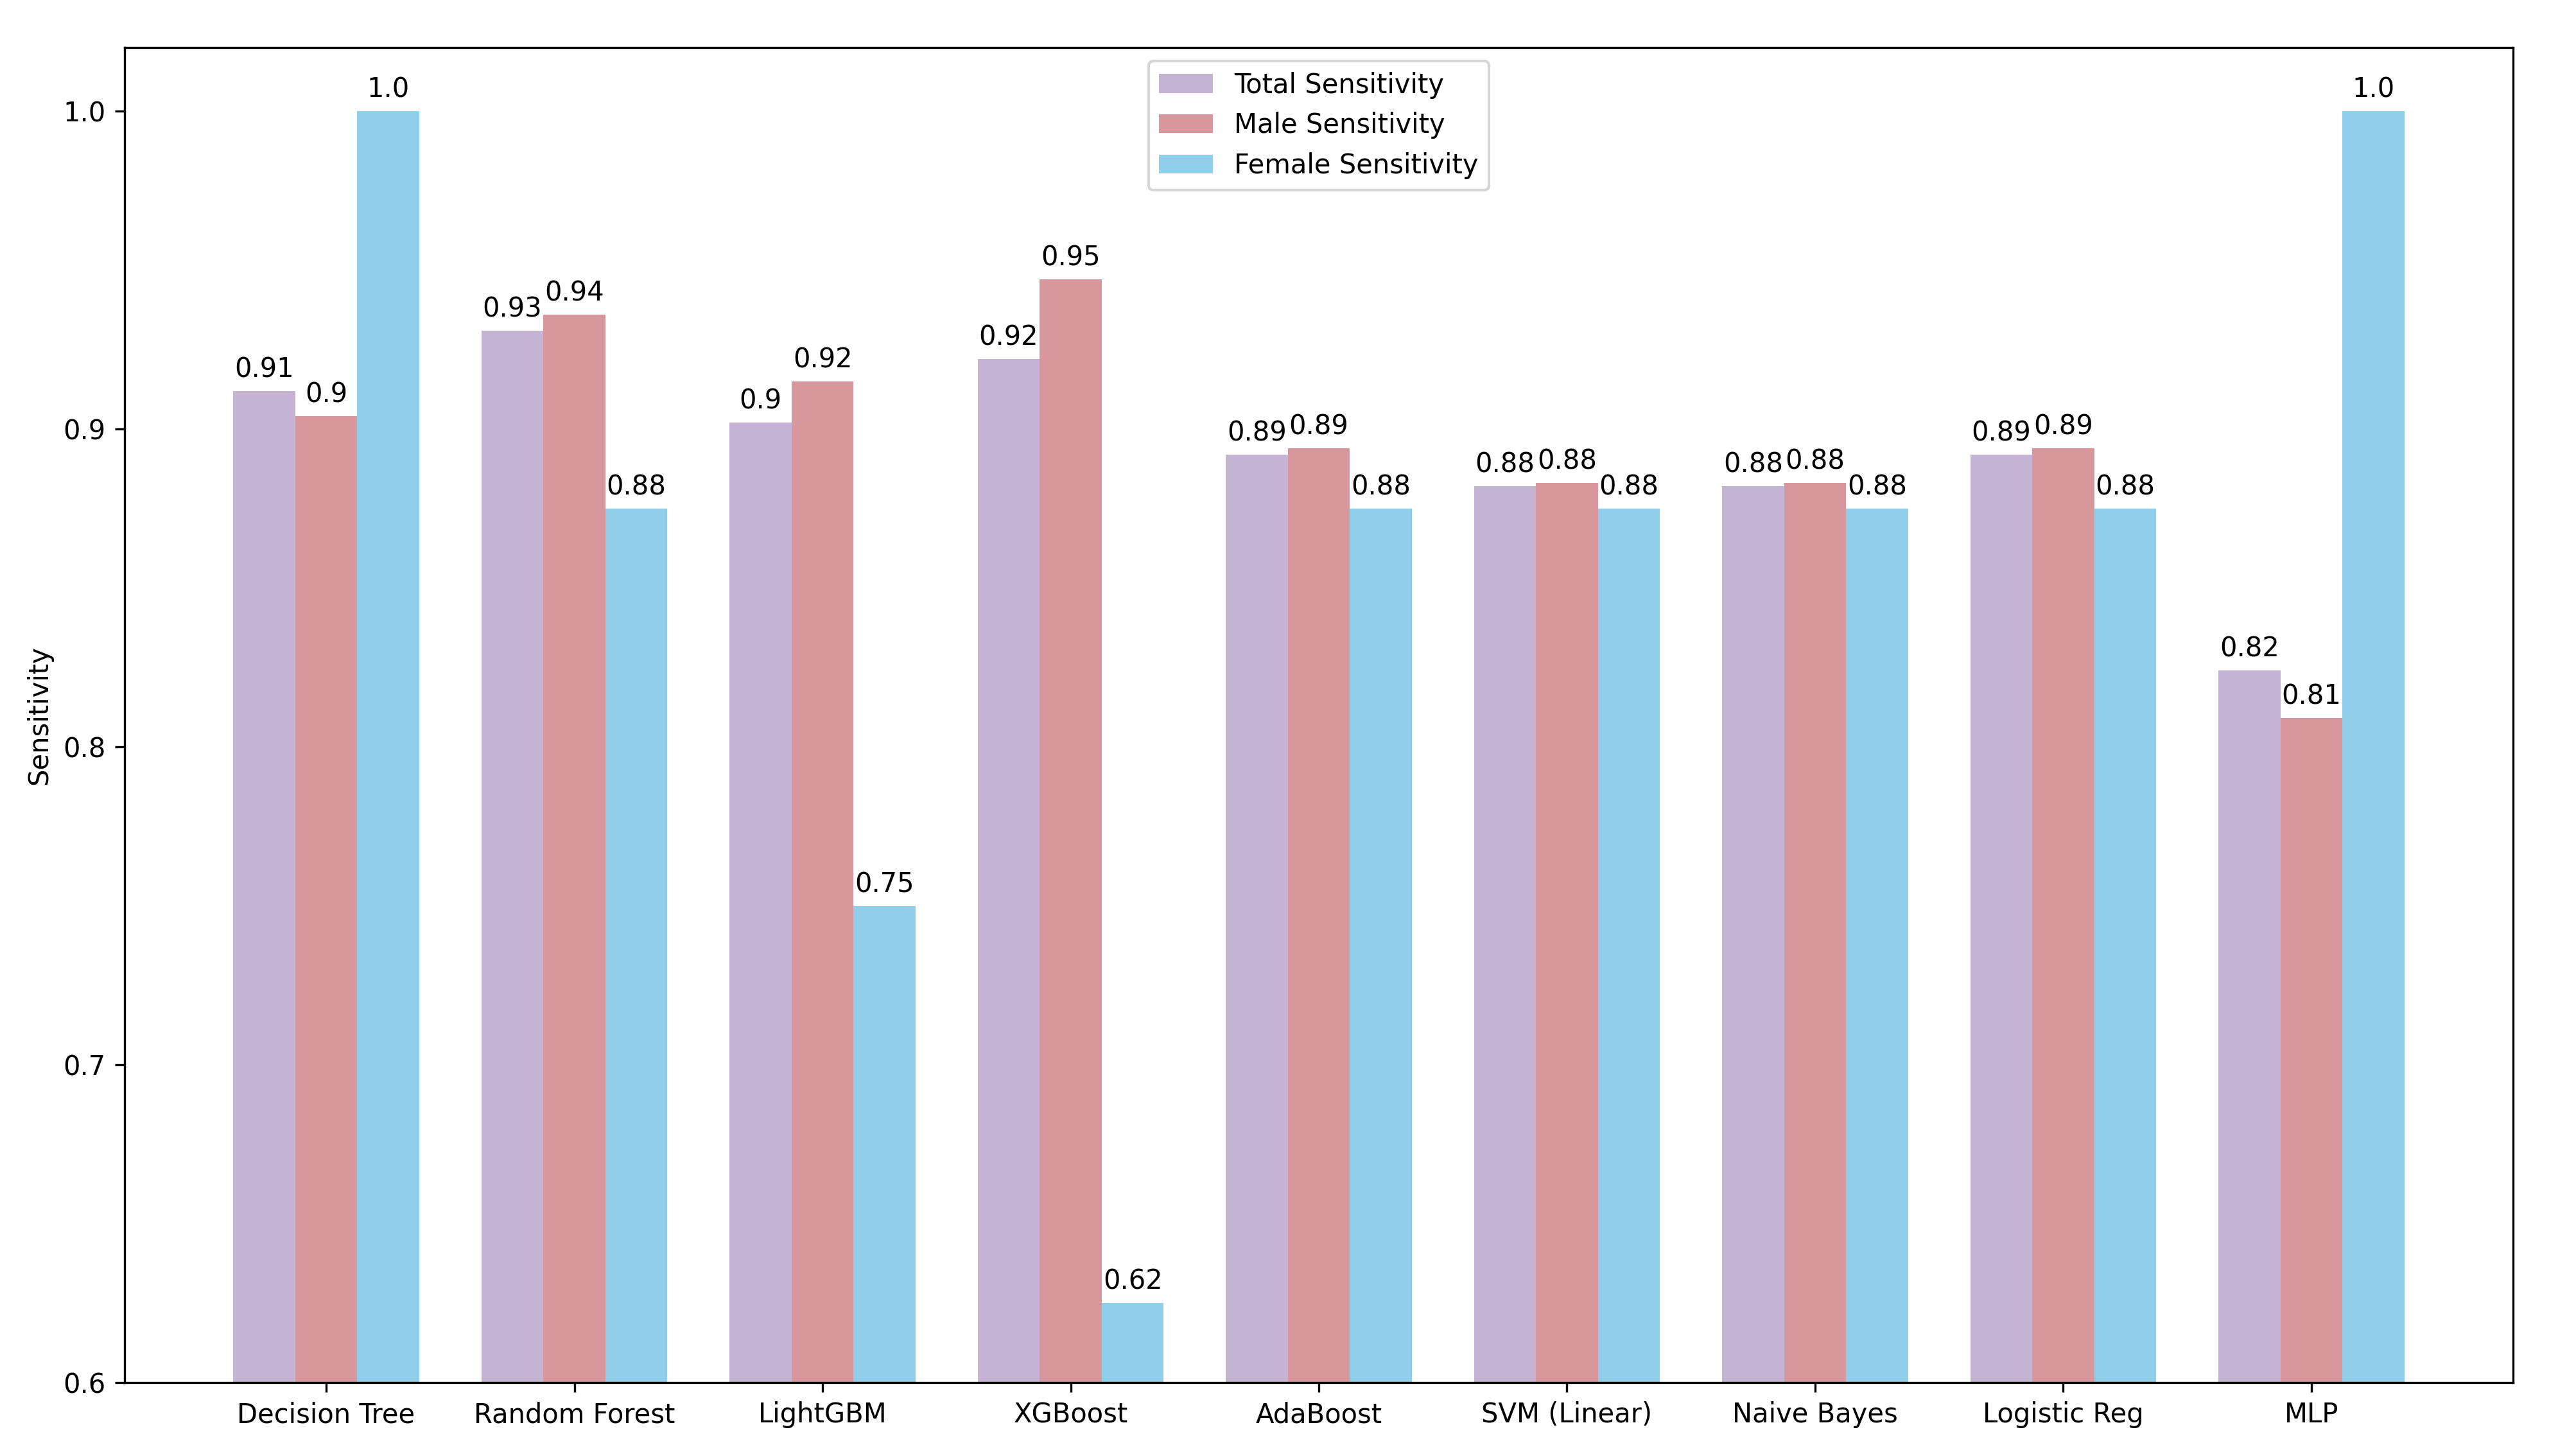 Total Sensitivity
Male Sensitivity
Female Sensitivity
Sensitivity
1.0
0.9
0.8
0.7
0.6
0.91
0.9
1.0
0.93
0.94
0.88
0.9
0.92
0.75
0.92
0.95
0.62
0.89
0.89
0.88
0.88
0.88
0.88
0.88
0.88
0.88
0.89
0.89
0.88
0.82
0.81
1.0
Decision Tree
Random Forest
LightGBM
XGBoost
AdaBoost
SVM (Linear)
Naive Bayes
Logistic Reg
MLP